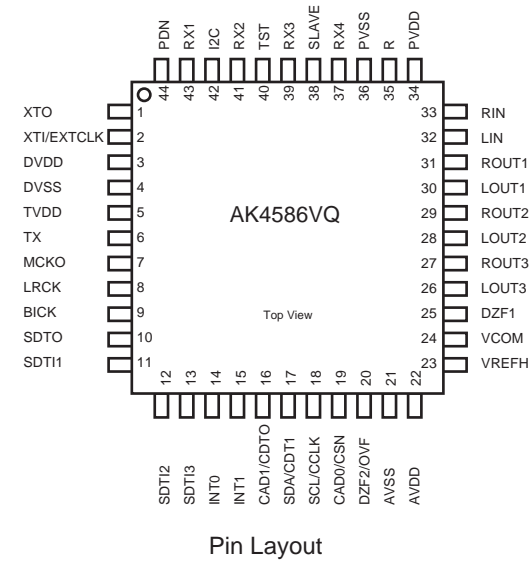 PDN
RX1
I2C
RX2
TST
RX3
SLAVE
RX4
PVSS
R
PVDD
44
43
42
41
40
39
38
37
36
35
34
XTO 1
XTI/EXTCLK 2
DVDD 3
DVSS 4
TVDD 5
TX 6
MCKO 7
LRCK 8
BICK 9
SDTO 10
SDTI1 11
AK4586VQ
Top View
33 RIN
32 LIN
31 ROUT1
30 LOUT1
29 ROUT2
28 LOUT2
27 ROUT3
26 LOUT3
25 DZF1
24 VCOM
23 VREFH
12
13
14
15
16
17
18
19
20
21
22
SDTI2
SDTI3
INT0
INT1
CAD1/CDTO
SDA/CDT1
SCL/CCLK
CAD0/CSN
DZF2/OVF
AVSS
AVDD
Pin Layout